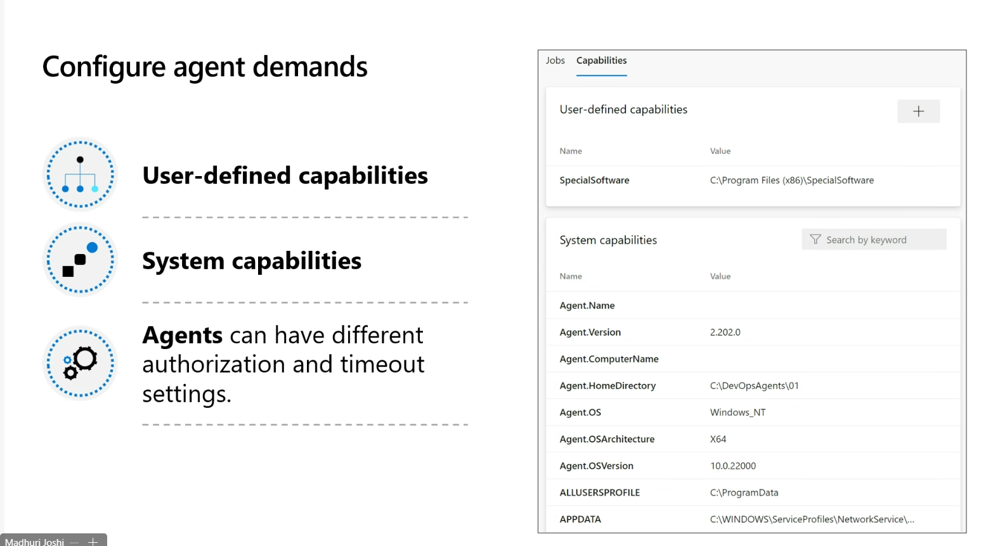 Configure agent demands
User-defined capabilities
System capabilities
Agents can have different
authorization and timeout
settings.
Jobs Capabilities
User-defined capabilities
Name Value
SpecialSoftware C:\Program Files (x86)\SpecialSoftware
System capabilities Search by keyword
Name Value
Agent.Name
Agent.Version 2.202.0
Agent.ComputerName
Agent.HomeDirectory C:\DevOpsAgents\01
Agent.OS Windows_NT
Agent.OSArchitecture X64
Agent.OSVersion 10.0.22000
ALLUSERSPROFILE C:\ProgramData
APPDATA C:\WINDOWS\ServiceProfiles\NetworkService\...
Madhuri Joshi